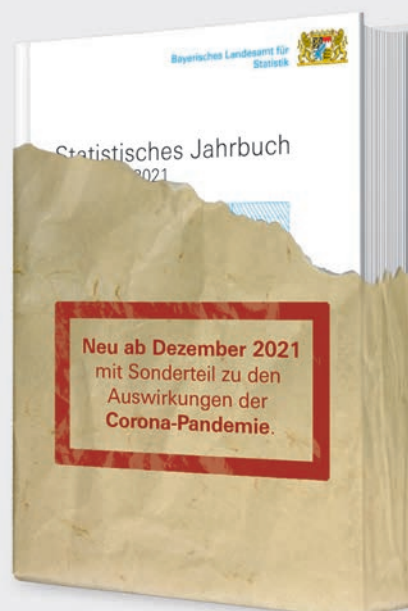 Bayerisches Landesamt für
Statistik
Statistisches Jahrbuch
2021
Neu ab Dezember 2021
mit Sonderteil zu den
Auswirkungen der
Corona-Pandemie.